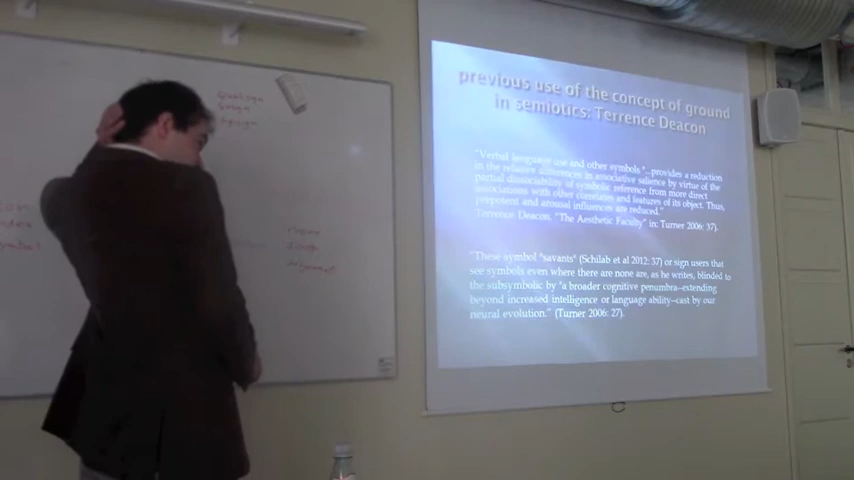 Qualisign
previous use of the concept of ground
in semiotics: Terrence Deacon
"Verbal language use and other symbols "...provides a reduction
in the relative differences in associative salience by virtue of the
partial dissociability of symbolic reference from more direct
associations with other correlates and features of its object. Thus,
prepotent and arousal influences are reduced."
Terrence Deacon, "The Aesthetic Faculty" in: Turner 2006: 37).
"These symbol "savants" (Schilab et al 2012: 37) or sign users that
see symbols even where there are none are, as he writes, blinded to
the subsymbolic by "a broader cognitive penumbra--extending
beyond increased intelligence or language ability--cast by our
neural evolution." (Turner 2006: 27).